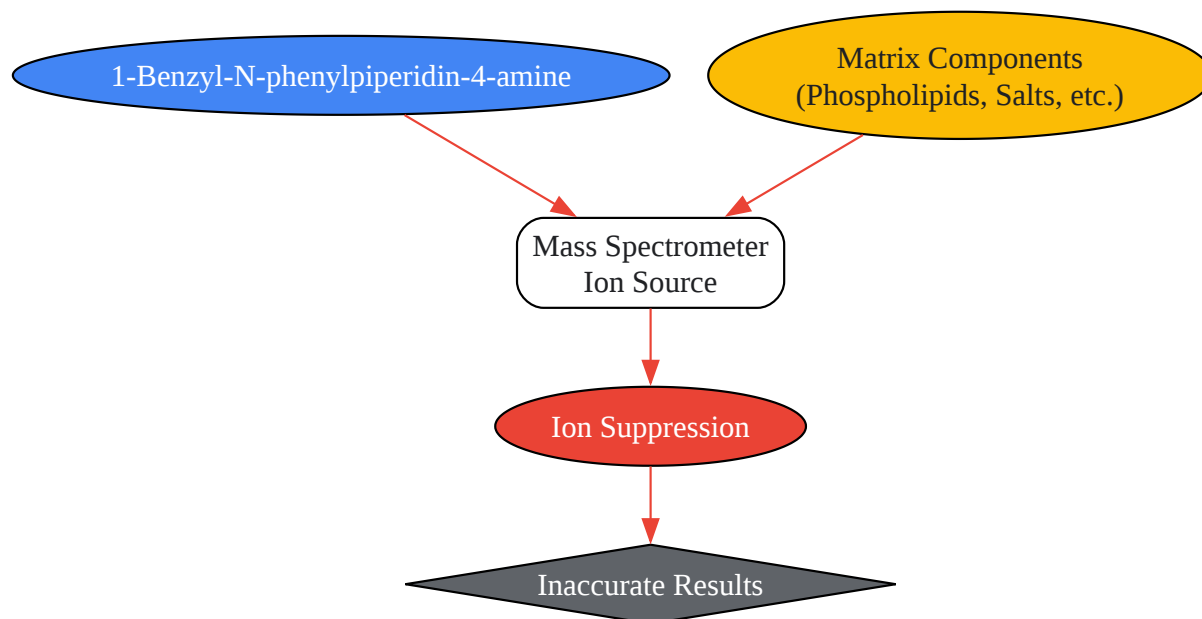 1-Benzyl-N-phenylpiperidin-4-amine
Matrix Components
(Phospholipids, Salts, etc.)
Mass Spectrometer
Ion Source
Ion Suppression
Inaccurate Results